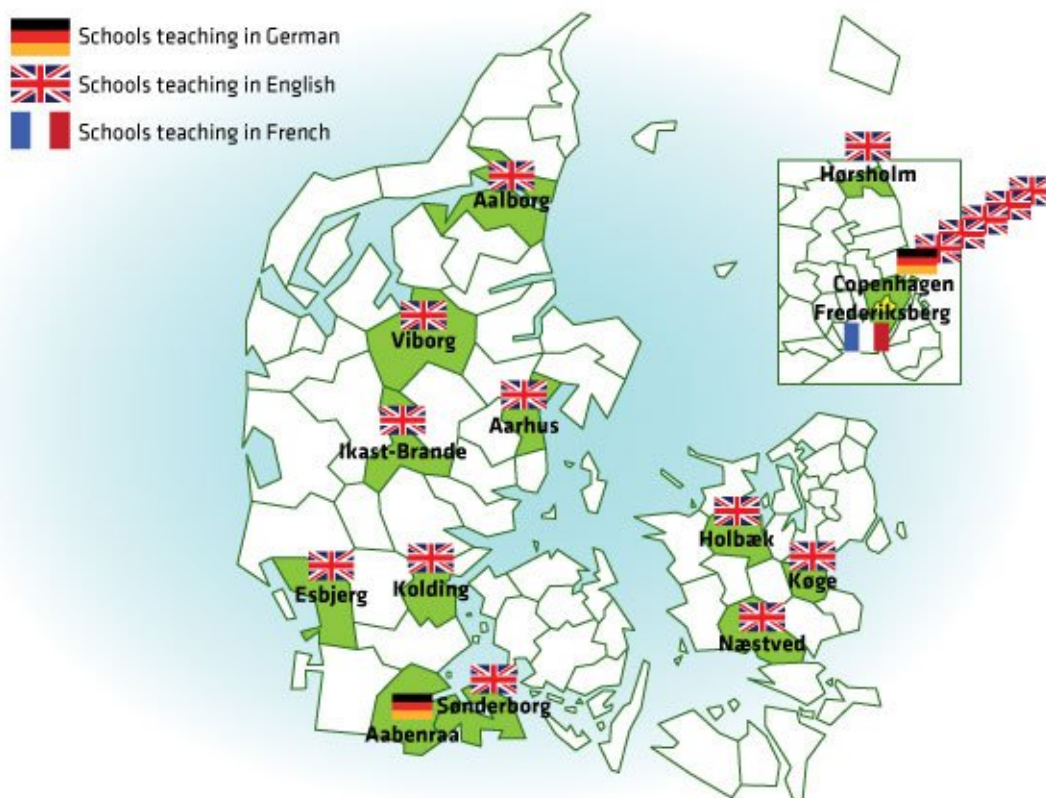 Schools teaching in German
Schools teaching in English
Schools teaching in French
Hørsholm
Aalborg
Copenhagen
Frederiksberg
Viborg
Aarhus
Ikast-Brande
Holbæk
Køge
Esbjerg
Kolding
Næstved
Sønderborg
Aabenraa